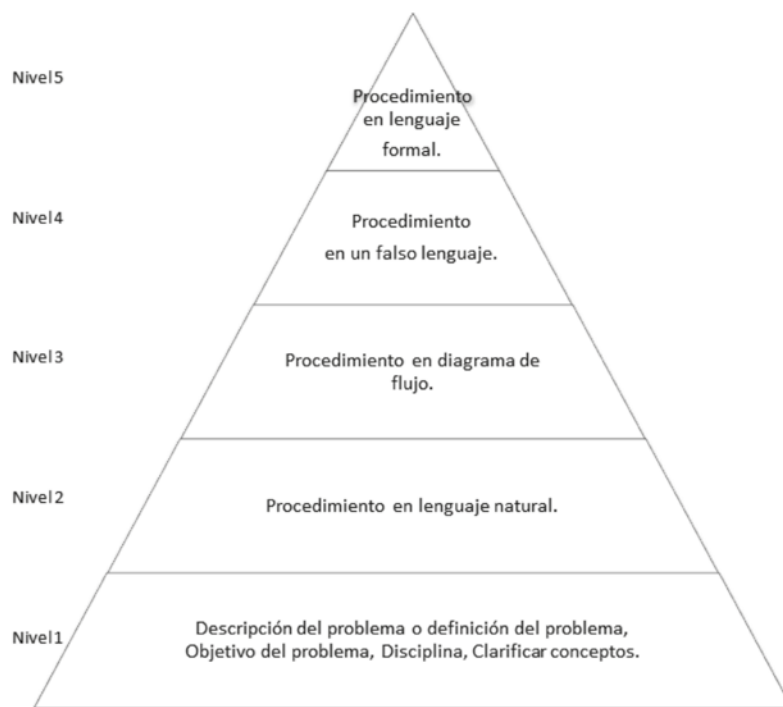 Nivel5
Procedimiento
en lenguaje
formal.
Nivel4
Procedimiento
en un falso lenguaje.
Nivel3
Procedimiento en diagrama de
flujo.
Nivel2
Procedimiento en lenguaje natural.
Nivel1
Descripción del problema o definición del problema,
Objetivo del problema, Disciplina, Clarificar conceptos.